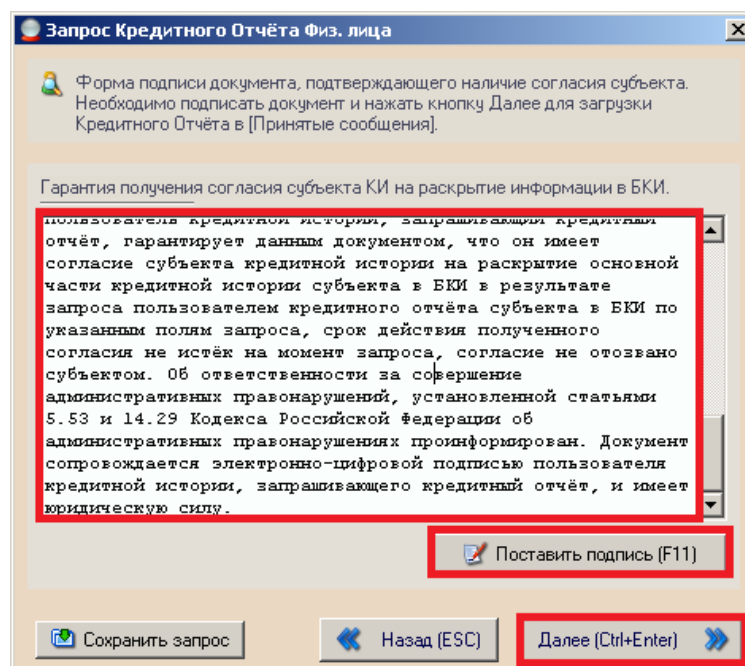 Запрос Кредитного Отчёта Физ. лица
Форма подписи документа, подтверждающего наличие согласия субъекта.
Необходимо подписать документ и нажать кнопку Далее для загрузки
Кредитного Отчёта в [Принятые сообщения].
Гарантия получения согласия субъекта КИ на раскрытие информации в БКИ.
пользователя кредитной истории, запрашивающий кредитный
отчёт, гарантирует данным документом, что он имеет
согласие субъекта кредитной истории на раскрытие основной
части кредитной истории субъекта в БКИ в результате
запроса пользователем кредитного отчёта субъекта в БКИ по
указанным полям запроса, срок действия полученного
согласия не истёк на момент запроса, согласие не отозвано
субъектом. Об ответственности за совершение
административных правонарушений, установленной статьями
5.53 и 14.29 Кодекса Российской Федерации об
административных правонарушениях проинформирован. Документ
сопровождается электронно-цифровой подписью пользователя
кредитной истории, запрашивающего кредитный отчёт, и имеет
юридическую силу.
Поставить подпись (F11)
Сохранить запрос
Назад (ESC)
Далее (Ctrl+Enter)